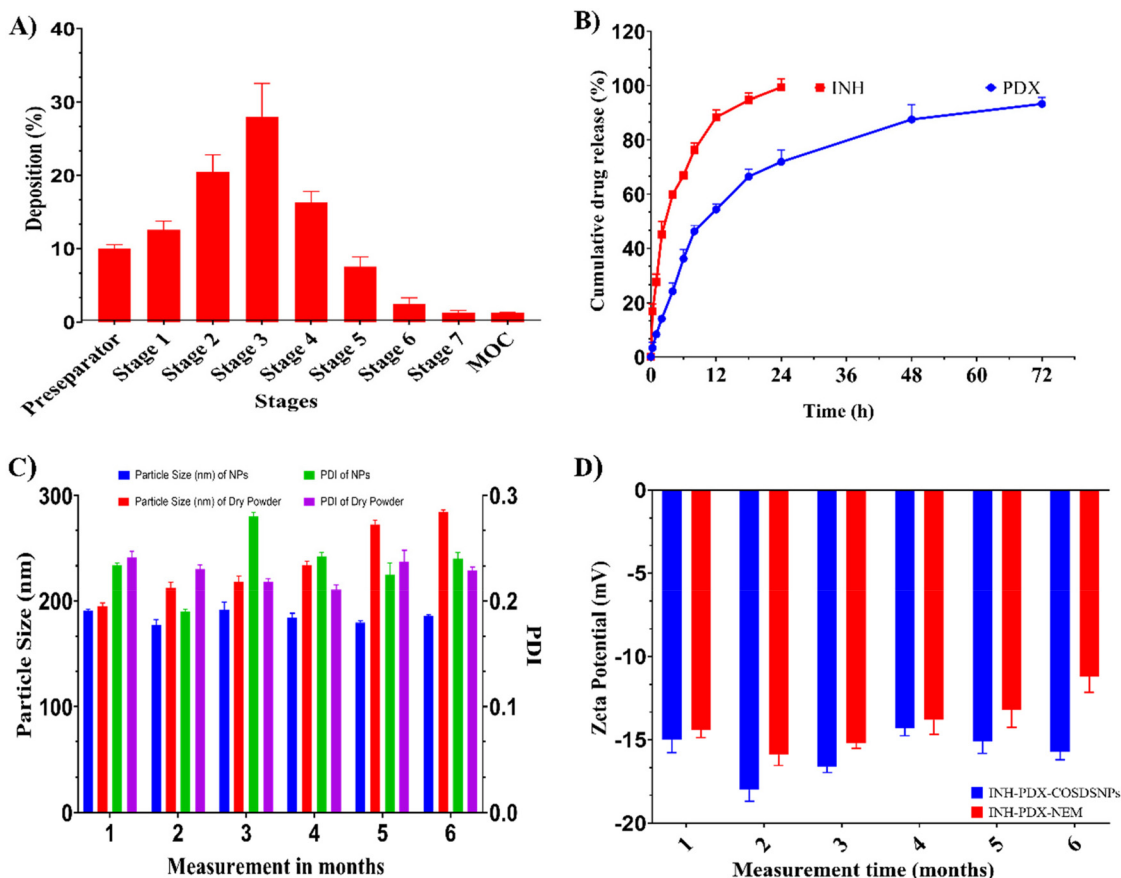 A)
40
30
20
10
0
Deposition (%)
Preseparator
Stage 1
Stage 2
Stage 3
Stage 4
Stage 5
Stage 6
Stage 7
MOC
Stages
B)
120
100
80
60
40
20
0
Cumulative drug release (%)
INH
PDX
0 12 24 36 48 60 72
Time (h)
C)
Particle Size (nm) of NPs
PDI of NPs
Particle Size (nm) of Dry Powder
PDI of Dry Powder
300
200
100
0
Particle Size (nm)
0.3
0.2
0.1
0.0
PDI
1 2 3 4 5 6
Measurement in months
D)
0
-5
-10
-15
-20
Zeta Potential (mV)
INH-PDX-COSDSNPs
INH-PDX-NEM
1 2 3 4 5 6
Measurement time (months)